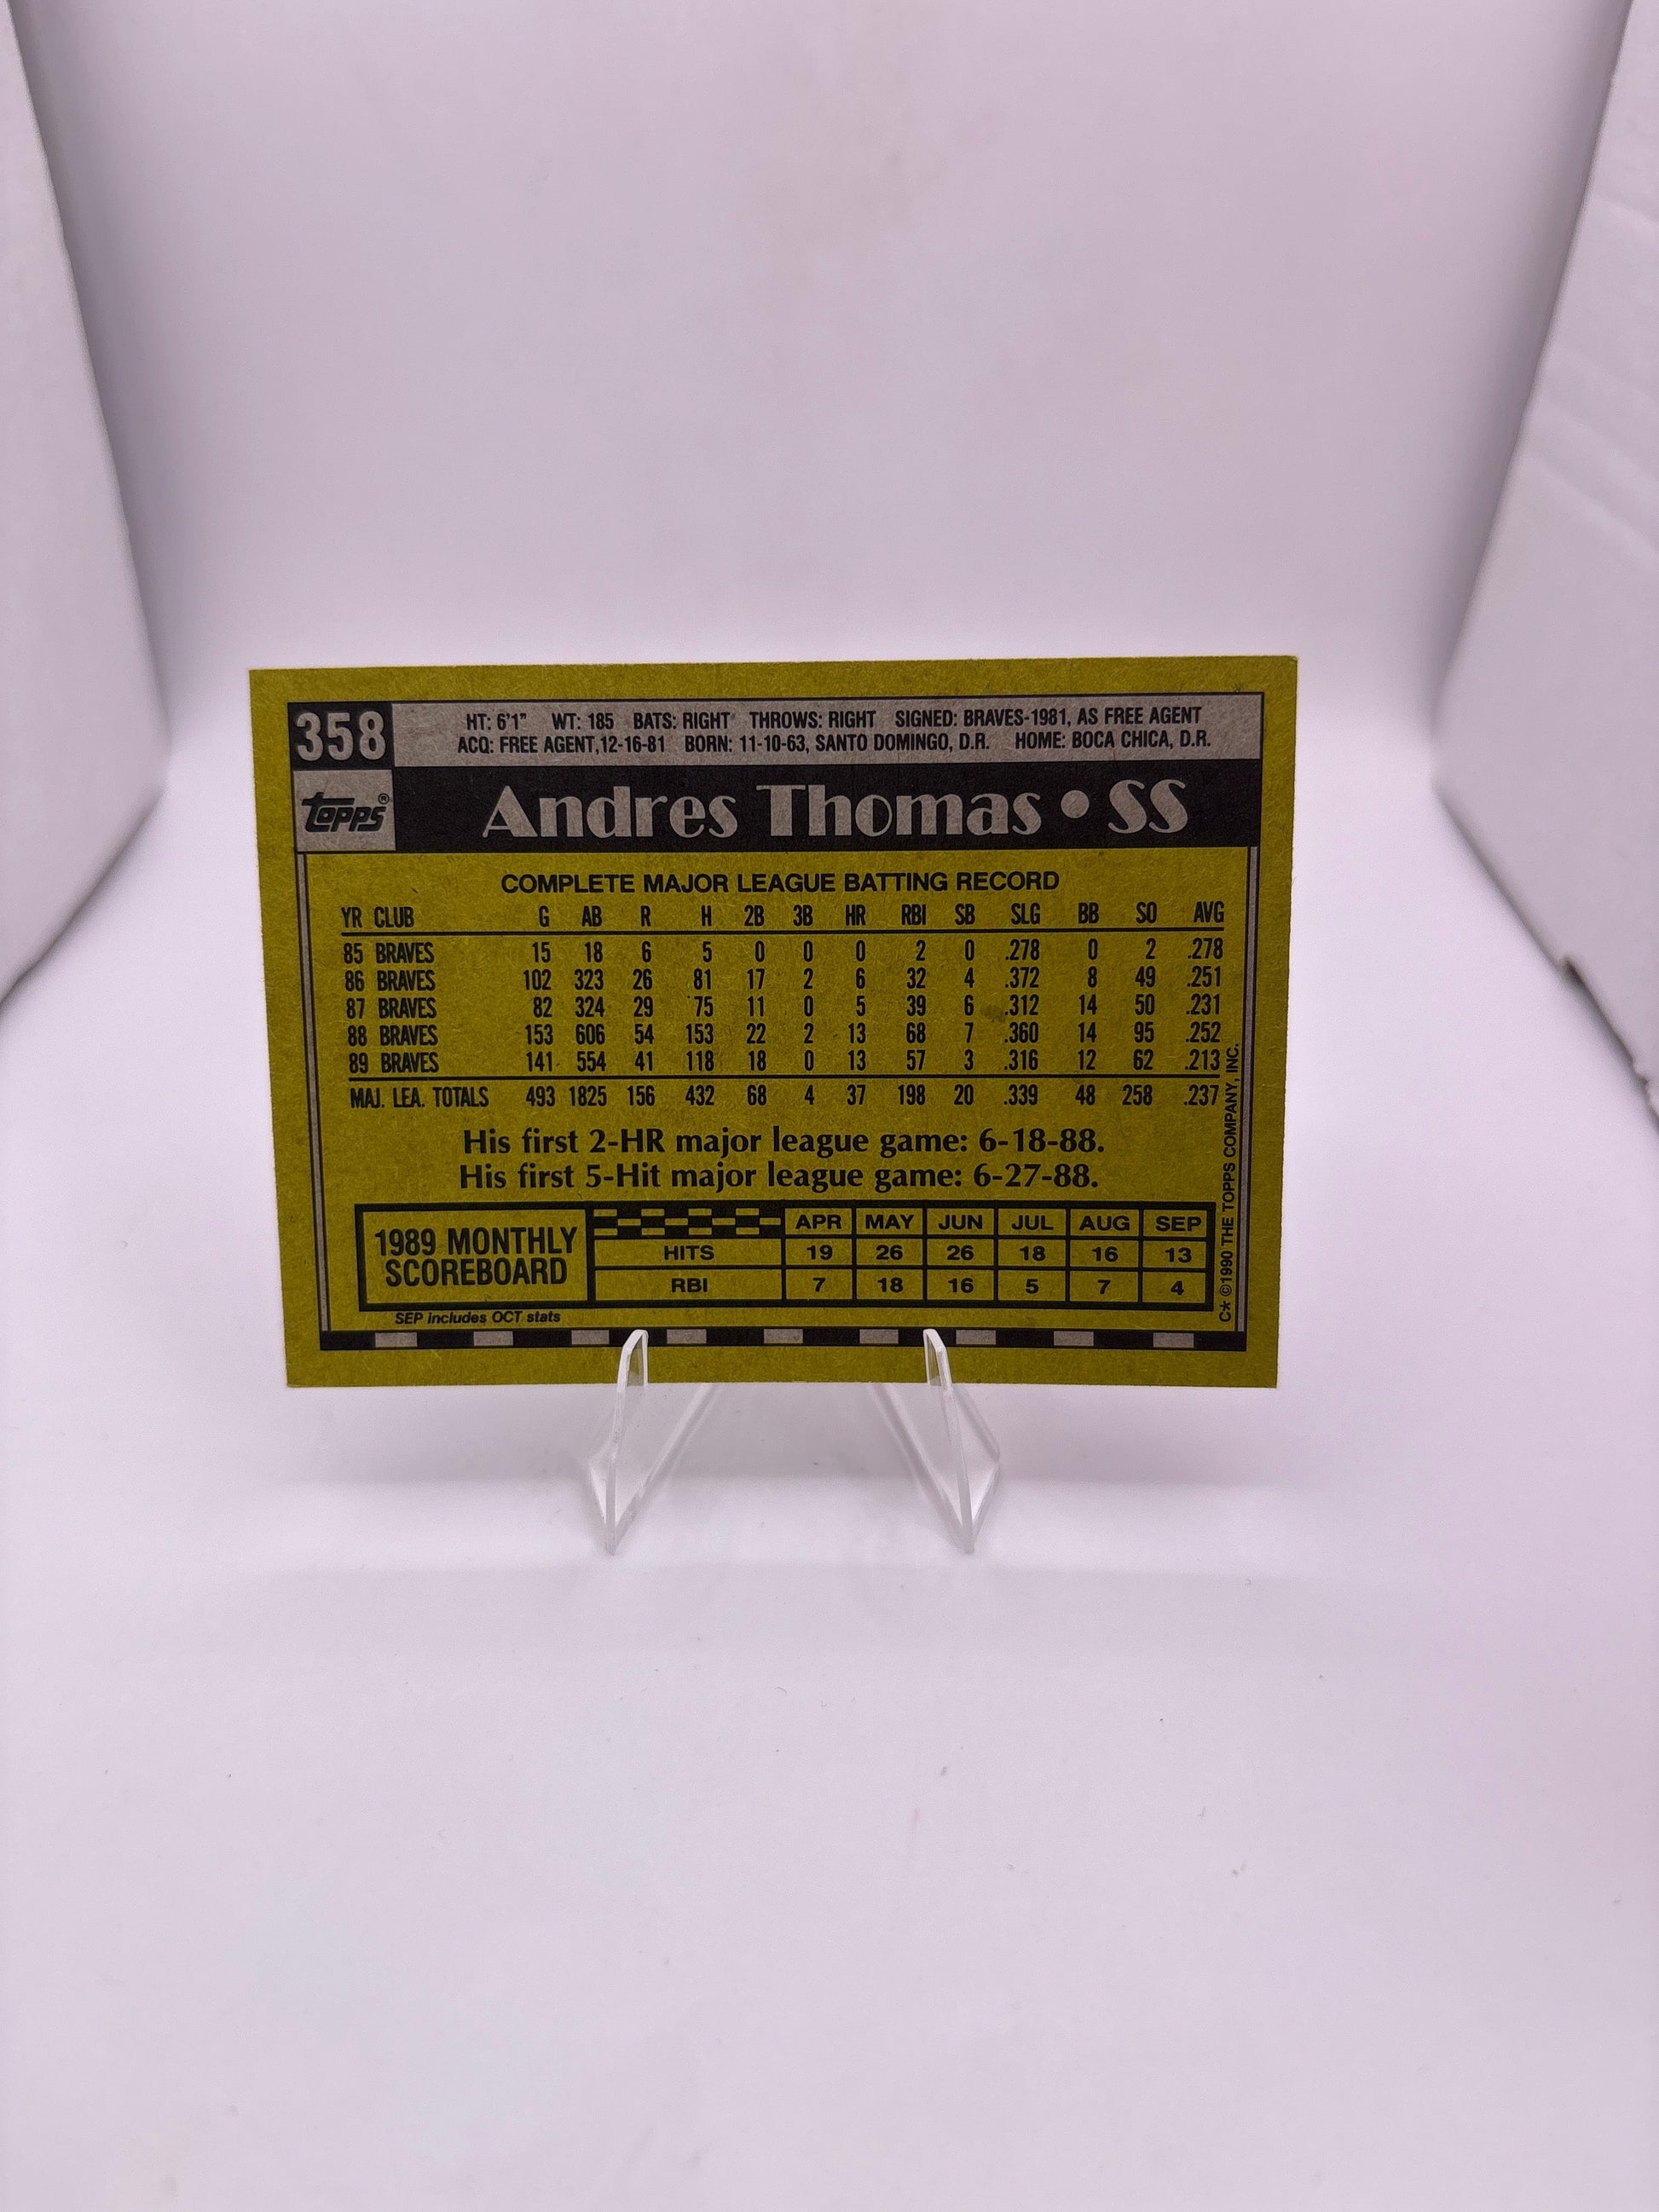 358
HT: 6'1" WT: 185 BATS: RIGHT THROWS: RIGHT SIGNED: BRAVES-1981, AS FREE AGENT
ACQ: FREE AGENT,12-16-81 BORN: 11-10-63, SANTO DOMINGO, D.R. HOME: BOCA CHICA, D.R.
topps®
Andres Thomas • SS
COMPLETE MAJOR LEAGUE BATTING RECORD
YR CLUB G AB R H 2B 3B HR RBI SB SLG BB SO AVG
85 BRAVES 15 18 6 5 0 0 0 2 0 .278 0 2 .278
86 BRAVES 102 323 26 81 17 2 6 32 4 .372 8 49 .251
87 BRAVES 82 324 29 75 11 0 5 39 6 .312 14 50 .231
88 BRAVES 153 606 54 153 22 2 13 68 7 .360 14 95 .252
89 BRAVES 141 554 41 118 18 0 13 57 3 .316 12 62 .213
MAJ. LEA. TOTALS 493 1825 156 432 68 4 37 198 20 .339 48 258 .237
His first 2-HR major league game: 6-18-88.
His first 5-Hit major league game: 6-27-88.
1989 MONTHLY
SCOREBOARD
APR MAY JUN JUL AUG SEP
HITS 19 26 26 18 16 13
RBI 7 18 16 5 7 4
SEP includes OCT stats
C* ©1990 THE TOPPS COMPANY, INC.